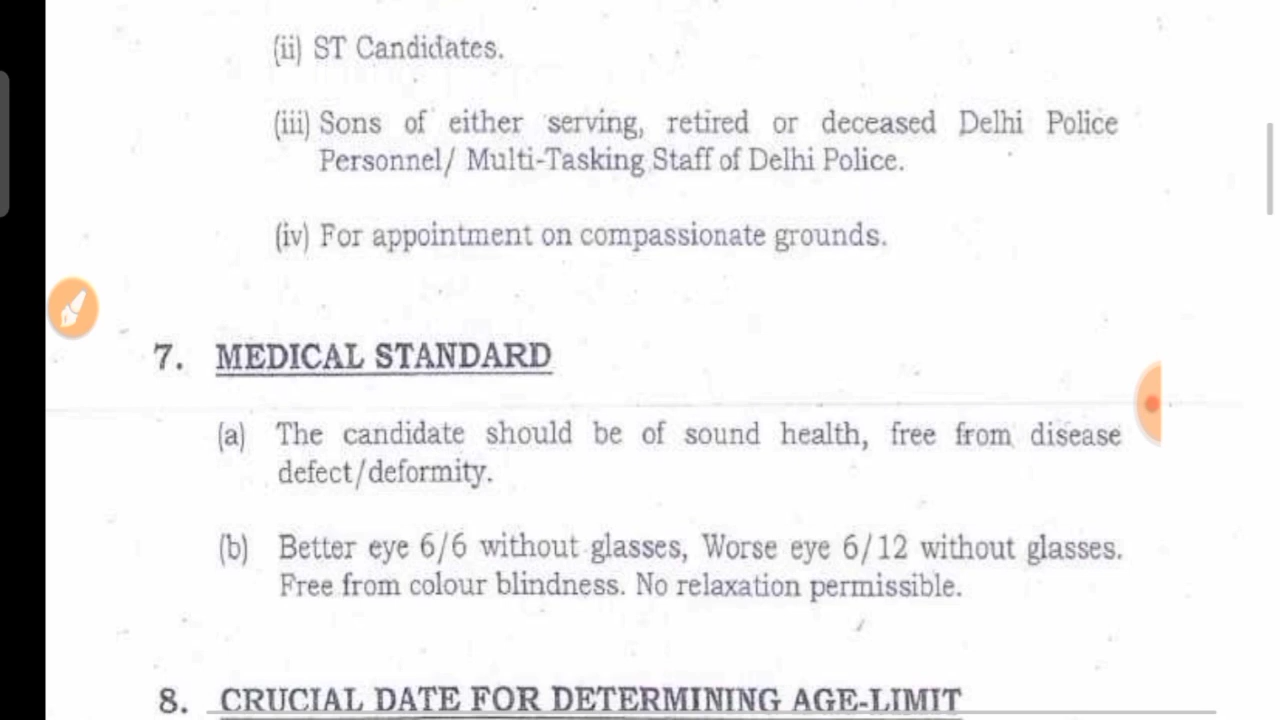 (ii) ST Candidates.
(iii) Sons of either serving, retired or deceased Delhi Police
Personnel/ Multi-Tasking Staff of Delhi Police.
(iv) For appointment on compassionate grounds.
7. MEDICAL STANDARD
(a) The candidate should be of sound health, free from disease
defect/deformity.
(b) Better eye 6/6 without glasses, Worse eye 6/12 without glasses.
Free from colour blindness. No relaxation permissible.
8. CRUCIAL DATE FOR DETERMINING AGE-LIMIT